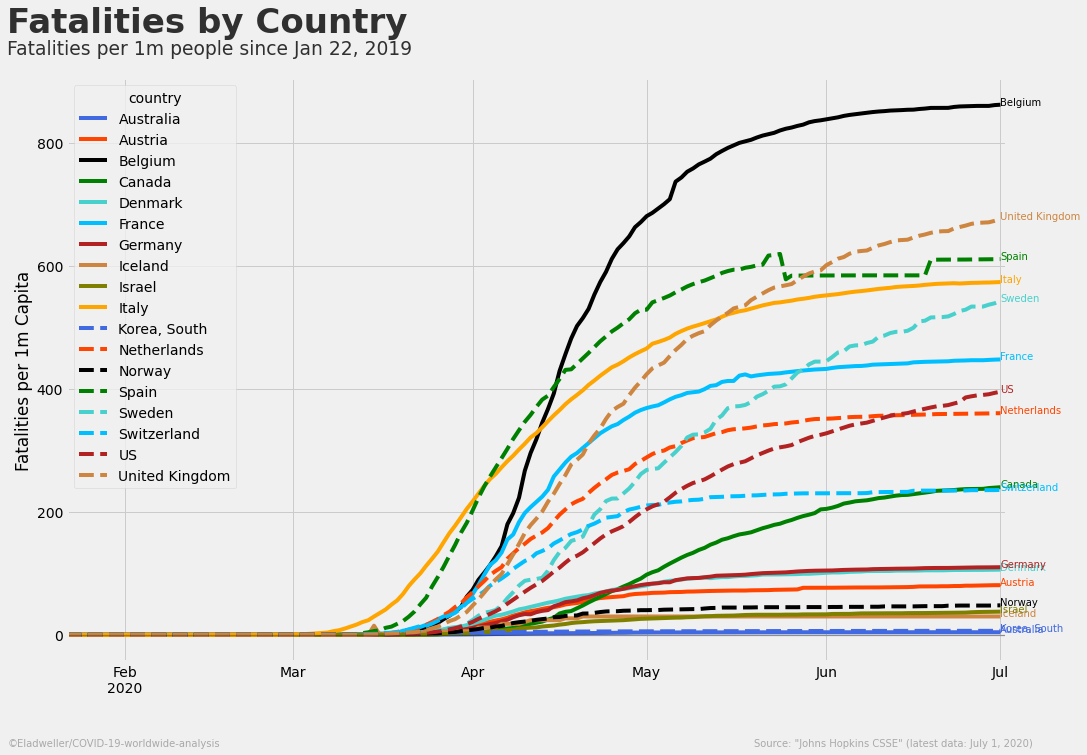 Fatalities by Country
Fatalities per 1m people since Jan 22, 2019
country
Australia
Austria
Belgium
Canada
Denmark
France
Germany
Iceland
Israel
Italy
Korea, South
Netherlands
Norway
Spain
Sweden
Switzerland
US
United Kingdom
Fatalities per 1m Capita
800
600
400
200
0
Feb
2020
Mar
Apr
May
Jun
Jul
Belgium
United Kingdom
Spain
Italy
Sweden
France
US
Netherlands
Canada
Switzerland
Germany
Denmark
Austria
Norway
Israel
Iceland
Korea, South
Australia
©Eladweller/COVID-19-worldwide-analysis
Source: "Johns Hopkins CSSE" (latest data: July 1, 2020)